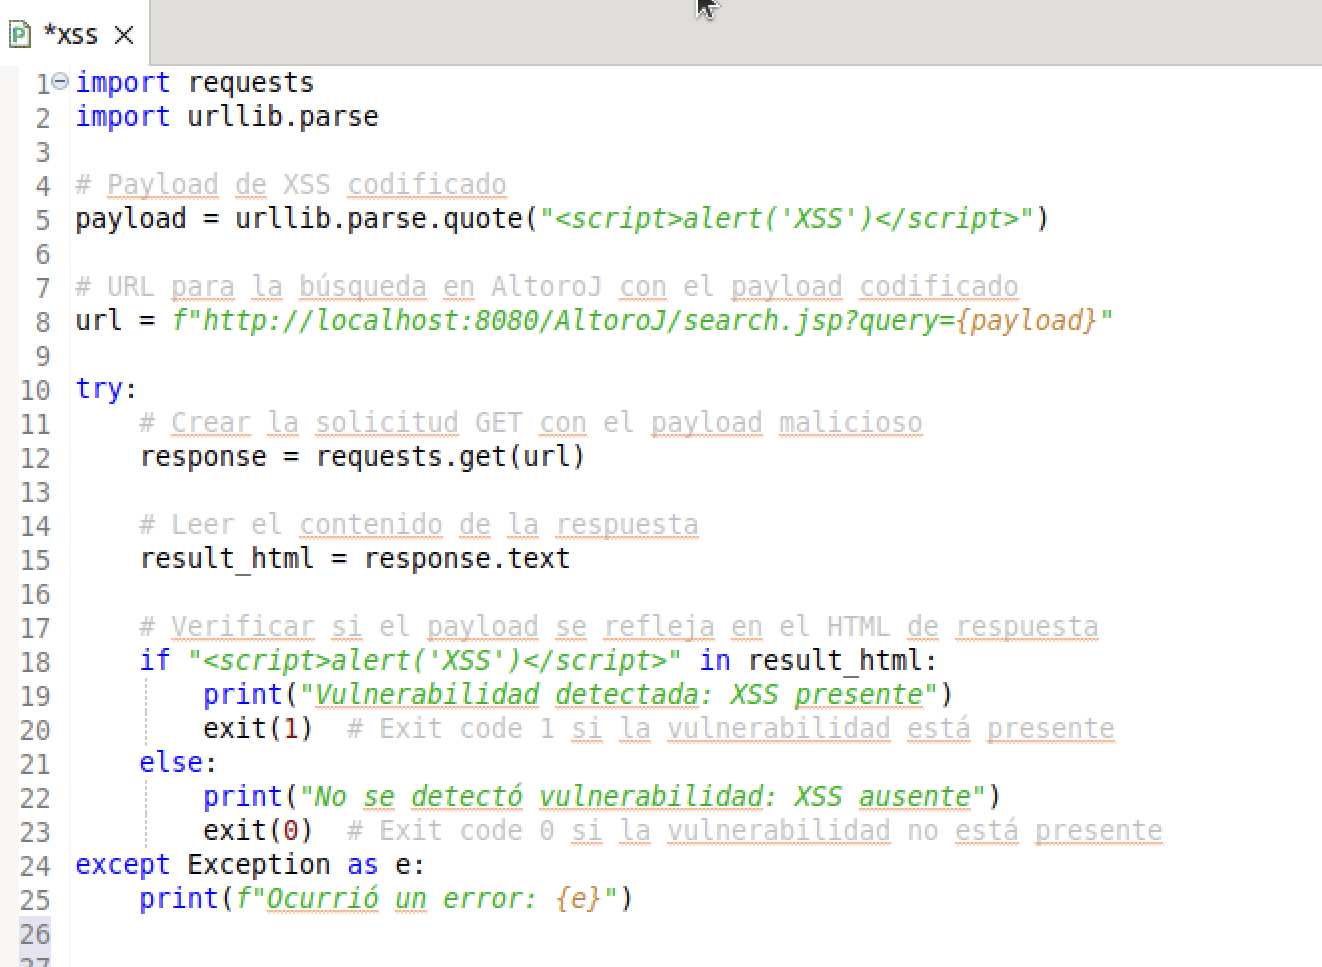 *xss
1 import requests
2 import urllib.parse
3
4 # Payload de XSS codificado
5 payload = urllib.parse.quote("<script>alert('XSS')</script>")
6
7 # URL para la búsqueda en AltoroJ con el payload codificado
8 url = f"http://localhost:8080/AltoroJ/search.jsp?query={payload}"
9
10 try:
11     # Crear la solicitud GET con el payload malicioso
12     response = requests.get(url)
13
14     # Leer el contenido de la respuesta
15     result_html = response.text
16
17     # Verificar si el payload se refleja en el HTML de respuesta
18     if "<script>alert('XSS')</script>" in result_html:
19         print("Vulnerabilidad detectada: XSS presente")
20         exit(1)  # Exit code 1 si la vulnerabilidad está presente
21     else:
22         print("No se detectó vulnerabilidad: XSS ausente")
23         exit(0)  # Exit code 0 si la vulnerabilidad no está presente
24 except Exception as e:
25     print(f"Ocurrió un error: {e}")
26
27